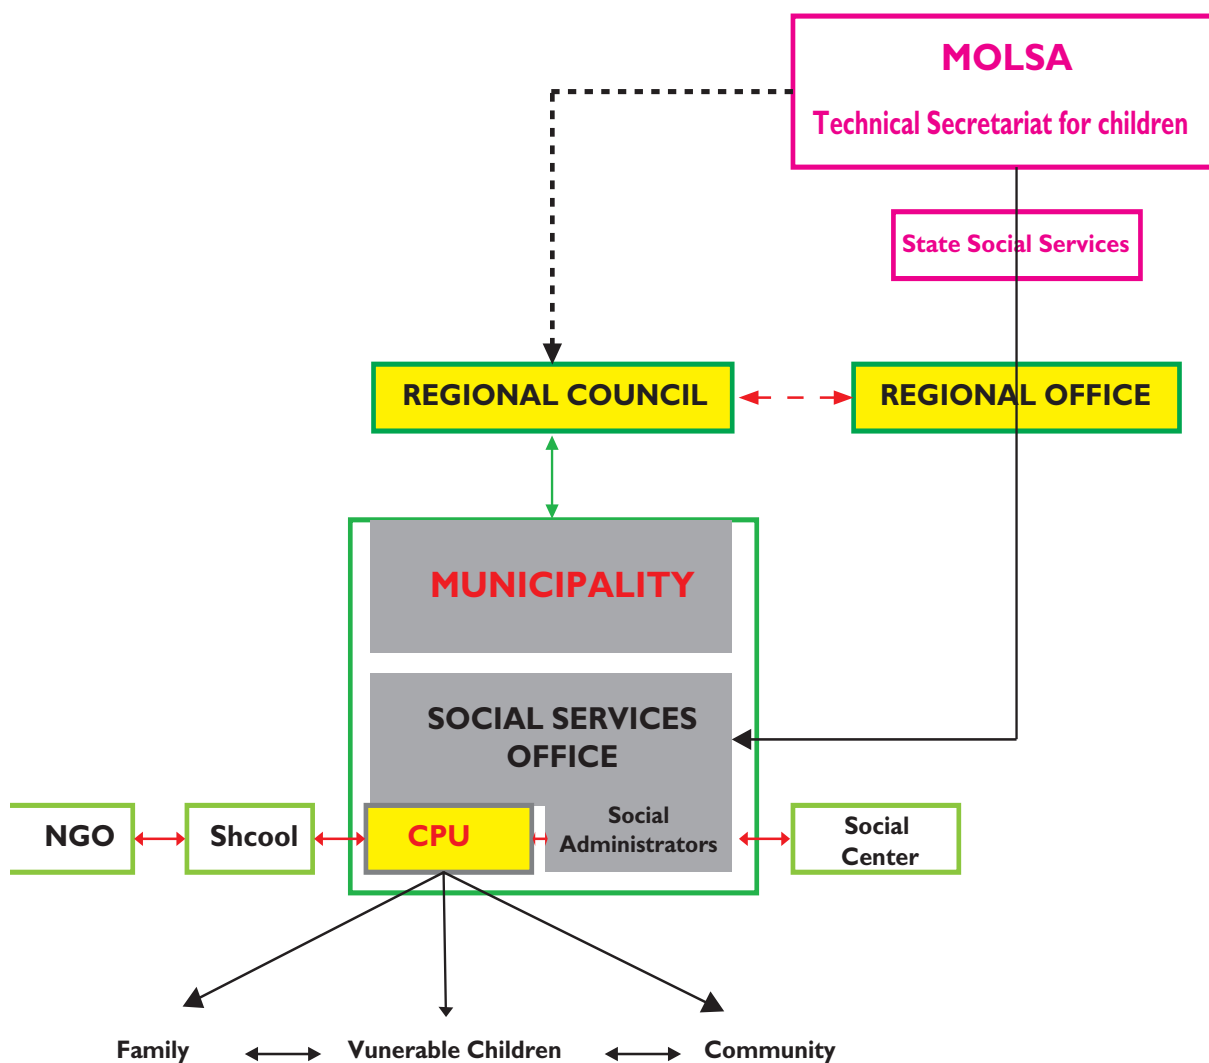 MOLSA
Technical Secretariat for children
State Social Services
REGIONAL COUNCIL
REGIONAL OFFICE
MUNICIPALITY
SOCIAL SERVICES
OFFICE
NGO
Shcool
CPU
Social
Administrators
Social
Center
Family
Vunerable Children
Community